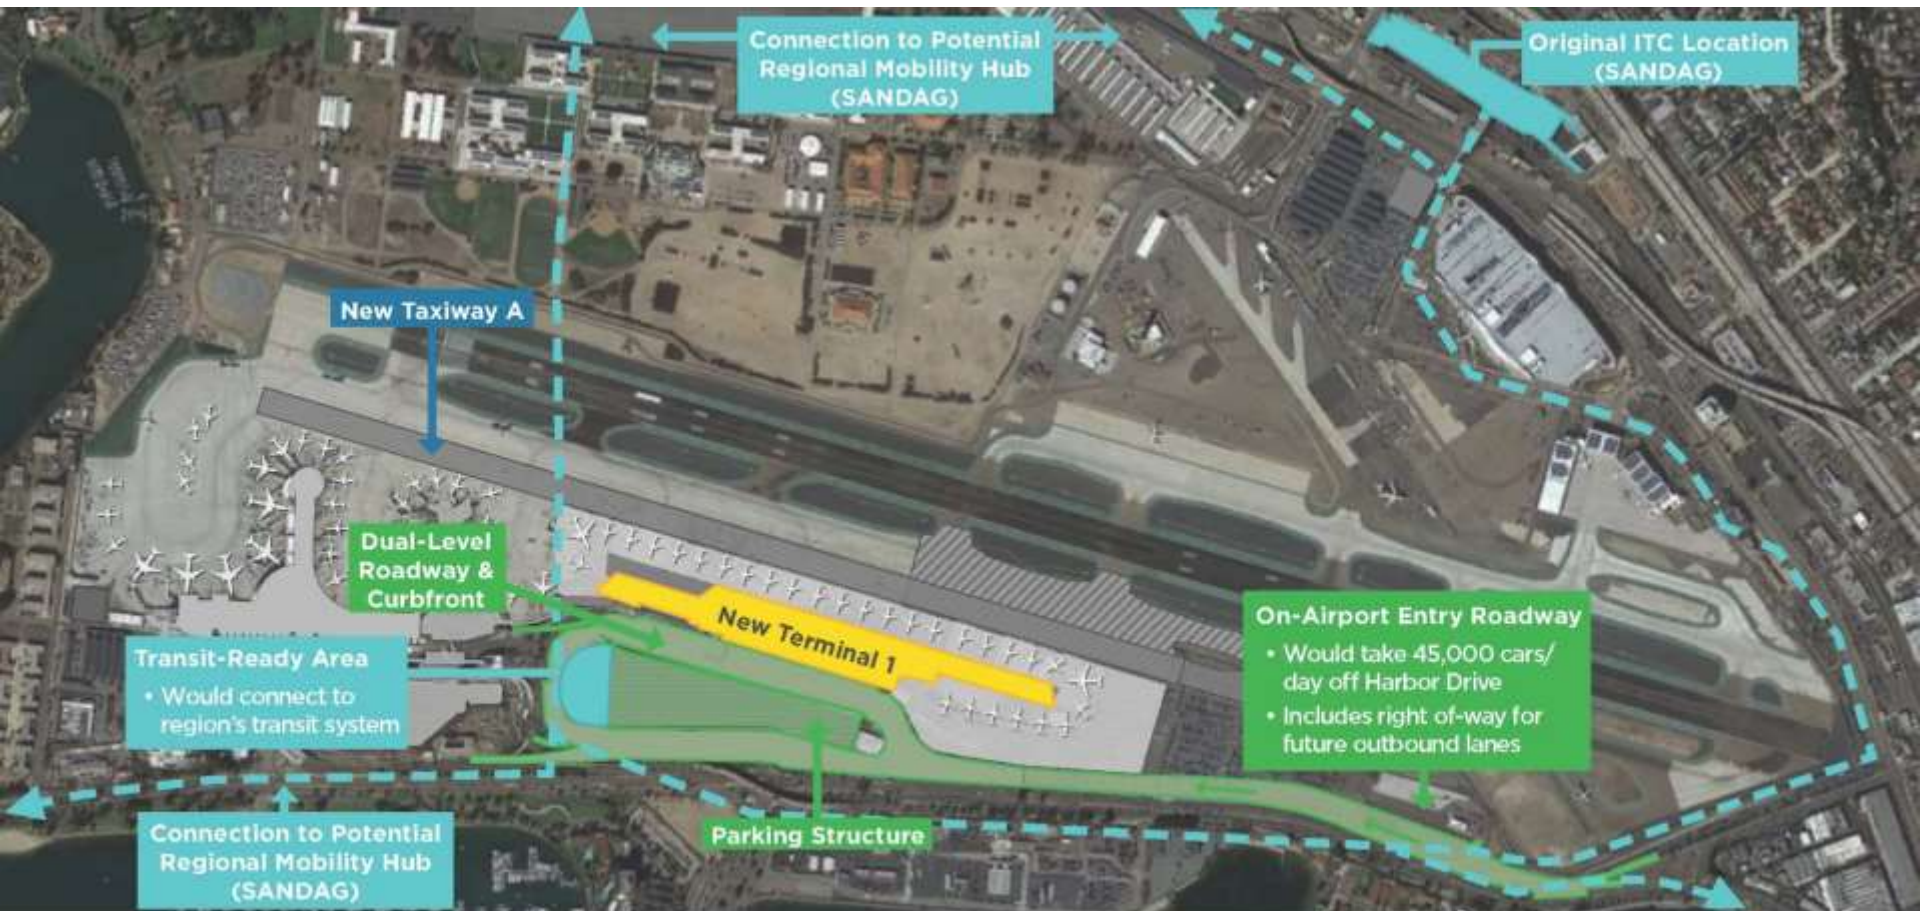 Connection to Potential
Regional Mobility Hub
(SANDAG)
Original ITC Location
(SANDAG)
New Taxiway A
Dual-Level
Roadway &
Curbfront
New Terminal 1
On-Airport Entry Roadway
• Would take 45,000 cars/
day off Harbor Drive
• Includes right of-way for
future outbound lanes
Transit-Ready Area
• Would connect to
region's transit system
Parking Structure
Connection to Potential
Regional Mobility Hub
(SANDAG)